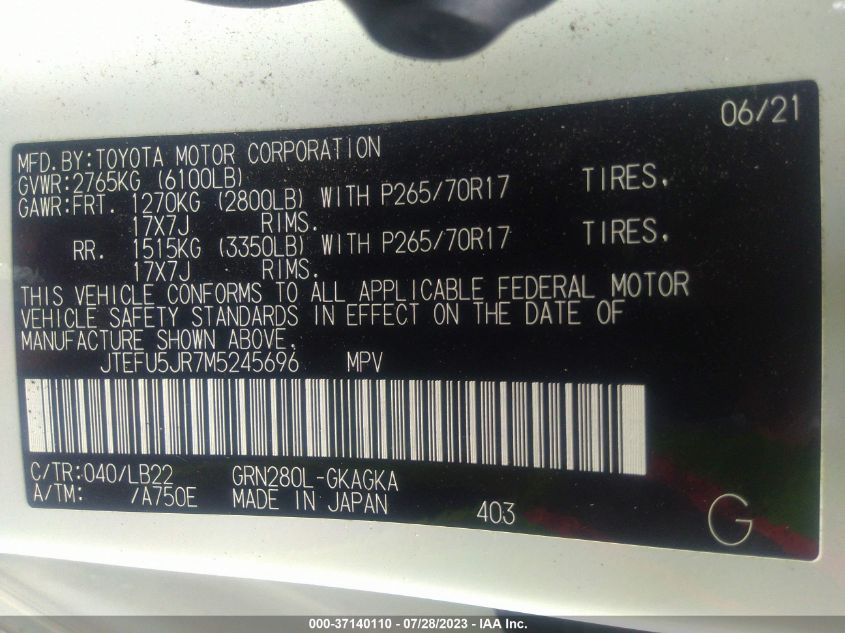 06/21
MFD.BY:TOYOTA MOTOR CORPORATION
GVWR:2765KG (6100LB)
GAWR:FRT. 1270KG (2800LB) WITH P265/70R17 TIRES.
17X7J RIMS.
RR. 1515KG (3350LB) WITH P265/70R17 TIRES.
17X7J RIMS.
THIS VEHICLE CONFORMS TO ALL APPLICABLE FEDERAL MOTOR
VEHICLE SAFETY STANDARDS IN EFFECT ON THE DATE OF
MANUFACTURE SHOWN ABOVE.
JTEFU5JR7M5245696 MPV
C/TR:040/LB22 GRN280L-GKAGKA
A/TM: /A750E MADE IN JAPAN 403
G
000-37140110 / 07/28/2023 - IAA Inc.